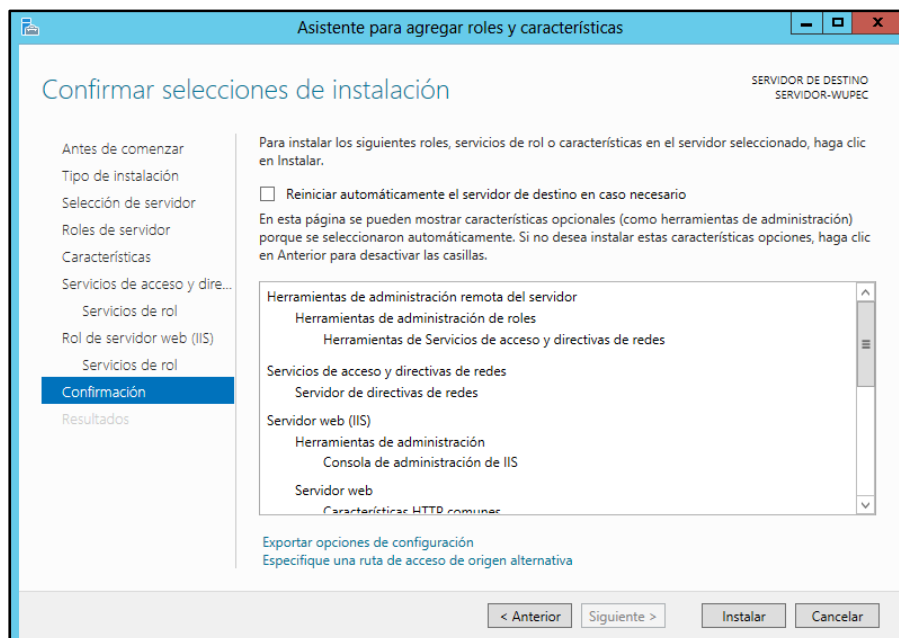 Asistente para agregar roles y características
Confirmar selecciones de instalación
SERVIDOR DE DESTINO
SERVIDOR-WUPEC
Antes de comenzar
Tipo de instalación
Selección de servidor
Roles de servidor
Características
Servicios de acceso y dire...
Servicios de rol
Rol de servidor web (IIS)
Servicios de rol
Confirmación
Resultados
Para instalar los siguientes roles, servicios de rol o características en el servidor seleccionado, haga clic
en Instalar.
Reiniciar automáticamente el servidor de destino en caso necesario
En esta página se pueden mostrar características opcionales (como herramientas de administración)
porque se seleccionaron automáticamente. Si no desea instalar estas características opciones, haga clic
en Anterior para desactivar las casillas.
Herramientas de administración remota del servidor
Herramientas de administración de roles
Herramientas de Servicios de acceso y directivas de redes
Servicios de acceso y directivas de redes
Servidor de directivas de redes
Servidor web (IIS)
Herramientas de administración
Consola de administración de IIS
Servidor web
Características HTTP comunes
Exportar opciones de configuración
Especifique una ruta de acceso de origen alternativa
< Anterior
Siguiente >
Instalar
Cancelar